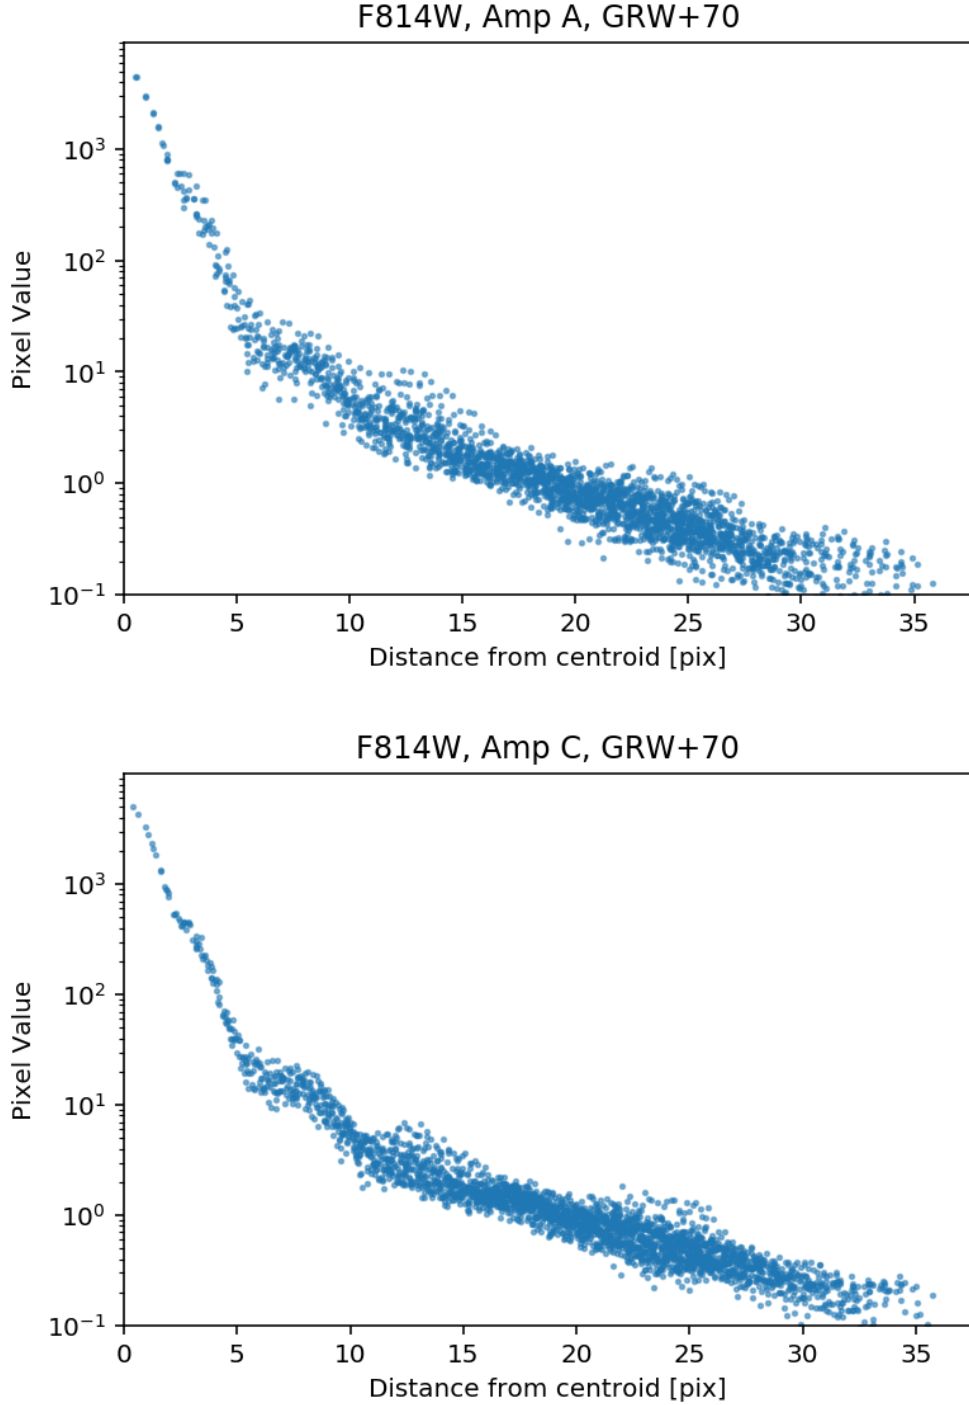 F814W, Amp A, GRW+70
Pixel Value
10³
10²
10¹
10⁰
10⁻¹
0 5 10 15 20 25 30 35
Distance from centroid [pix]
F814W, Amp C, GRW+70
Pixel Value
10³
10²
10¹
10⁰
10⁻¹
0 5 10 15 20 25 30 35
Distance from centroid [pix]